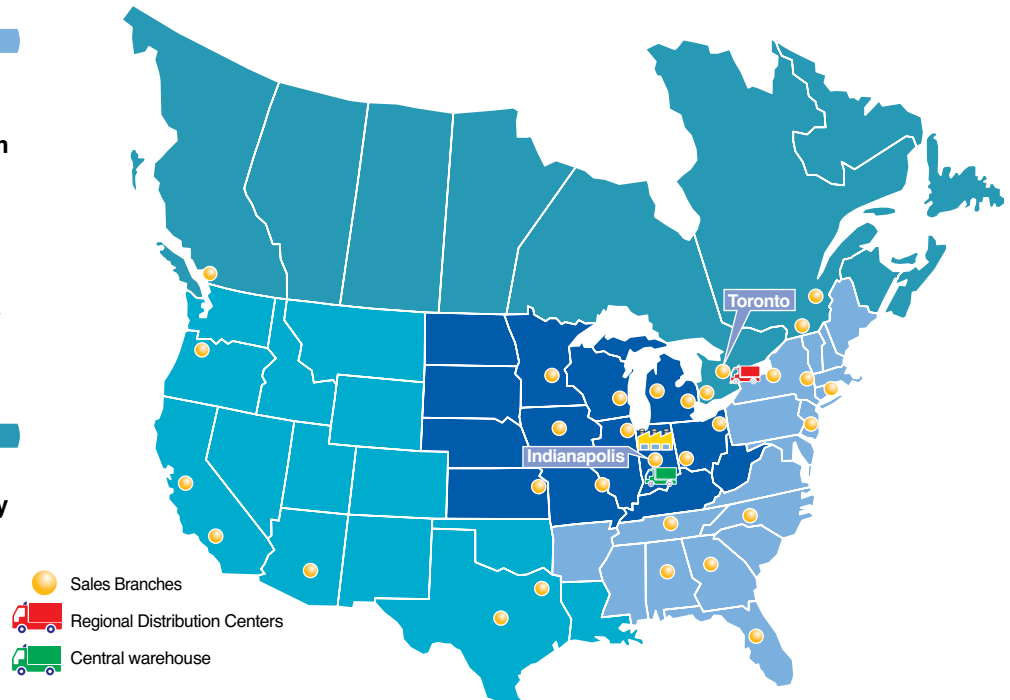 n
y
Toronto
Indianapolis
Sales Branches
Regional Distribution Centers
Central warehouse